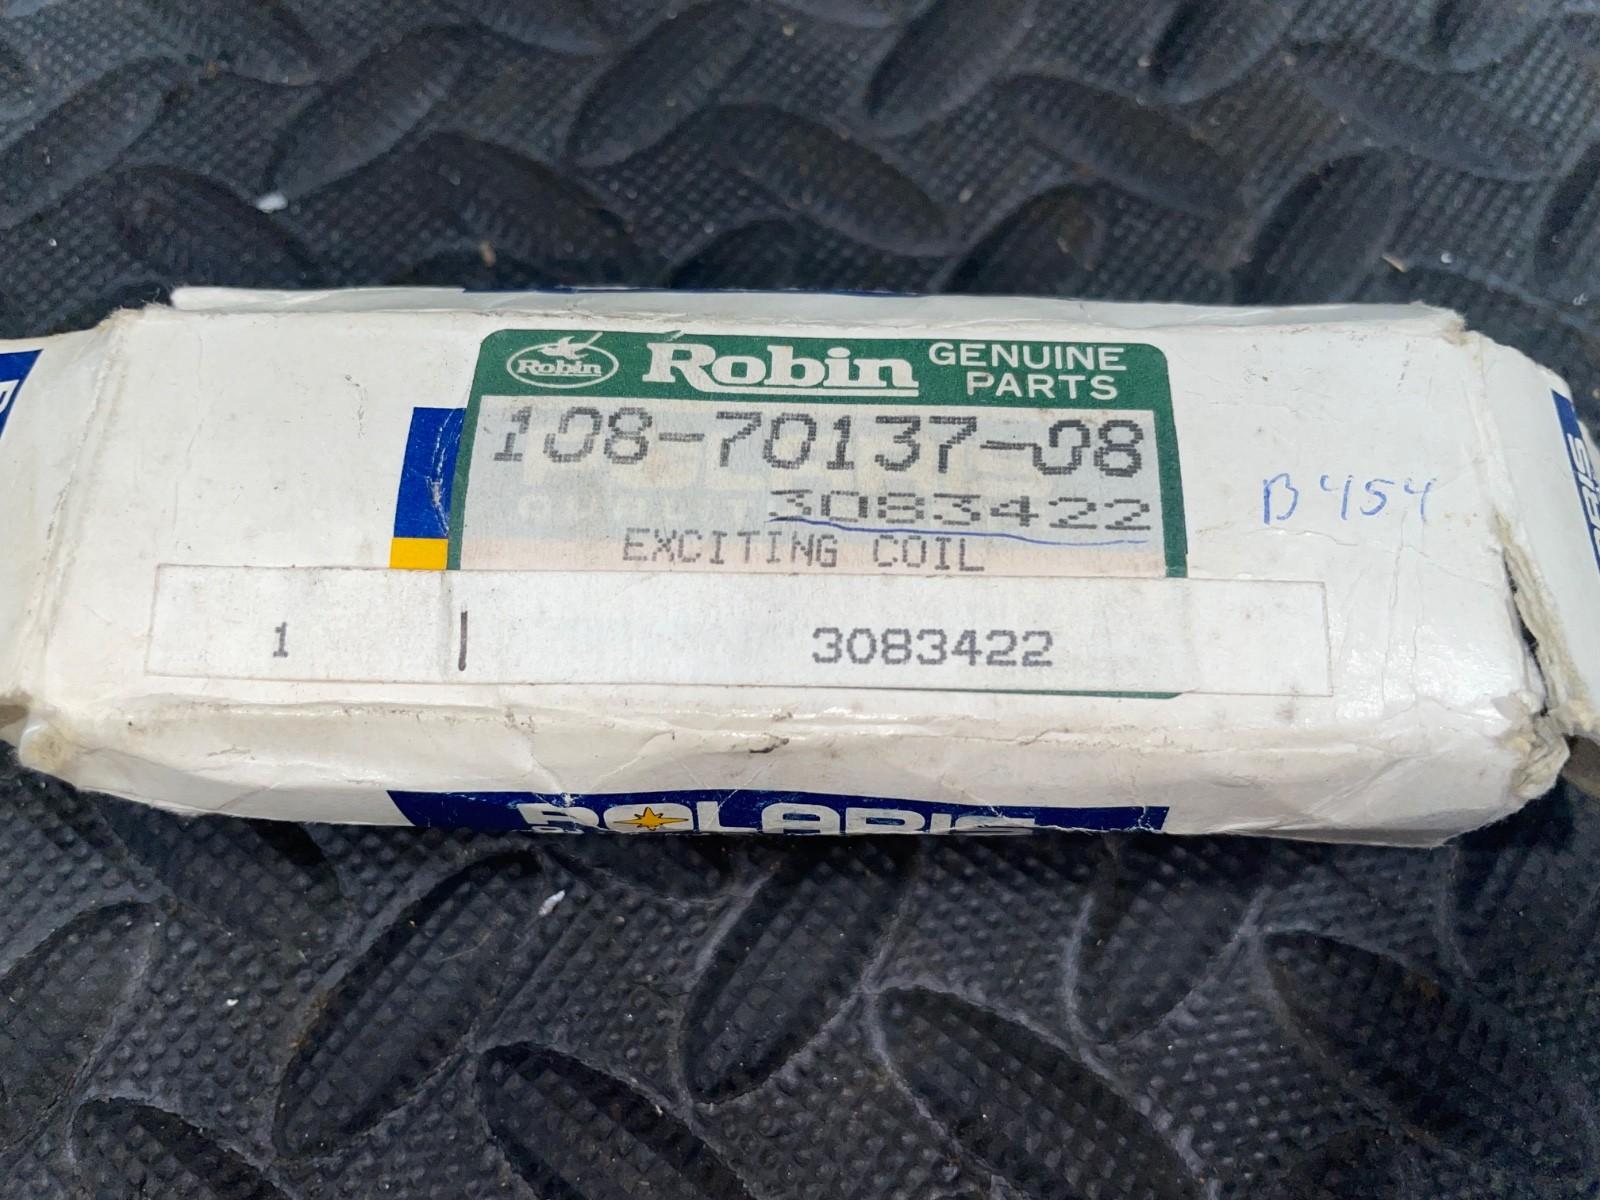 Robin Robin GENUINE PARTS
108-70137-08
3083422
EXCITING COIL
B454
1 3083422
POLARIS